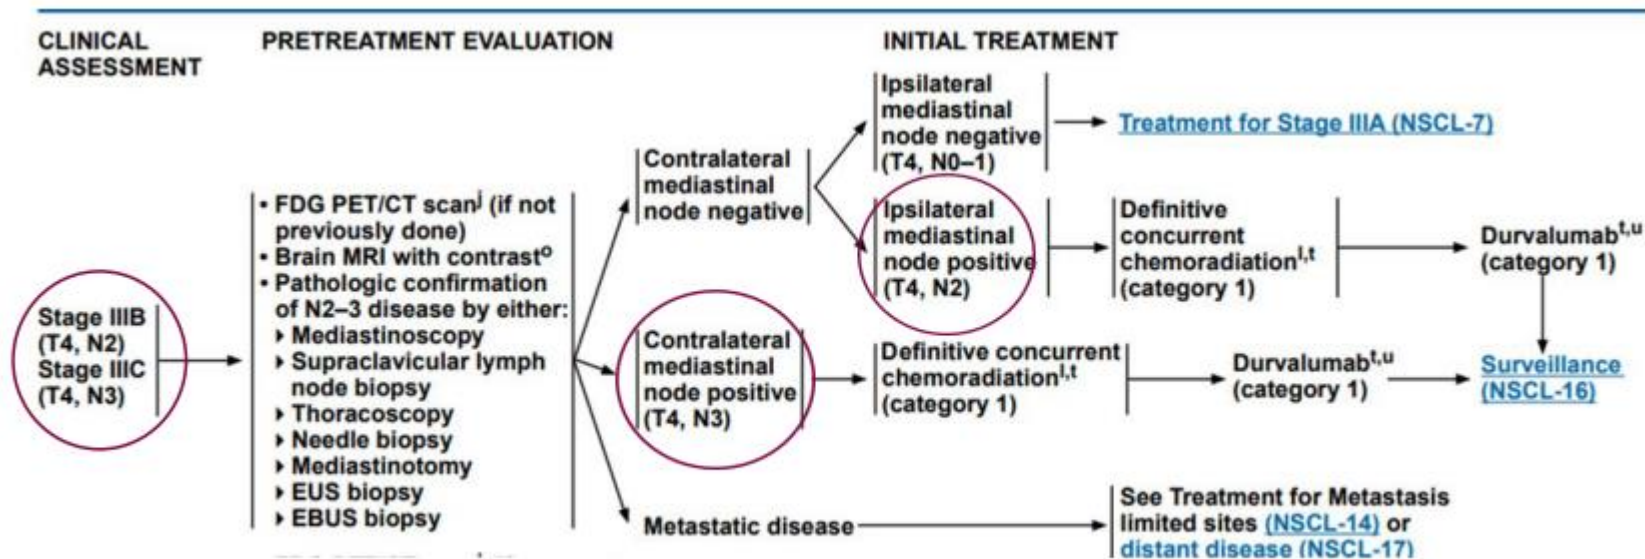 CLINICAL
ASSESSMENT
PRETREATMENT EVALUATION
INITIAL TREATMENT
Stage IIIB
(T4, N2)
Stage IIIC
(T4, N3)
• FDG PET/CT scanj (if not
previously done)
• Brain MRI with contrasto
• Pathologic confirmation
of N2–3 disease by either:
▸ Mediastinoscopy
▸ Supraclavicular lymph
node biopsy
▸ Thoracoscopy
▸ Needle biopsy
▸ Mediastinotomy
▸ EUS biopsy
▸ EBUS biopsy
Contralateral
mediastinal
node negative
Ipsilateral
mediastinal
node negative
(T4, N0–1)
Treatment for Stage IIIA (NSCL-7)
Ipsilateral
mediastinal
node positive
(T4, N2)
Definitive
concurrent
chemoradiationl,t
(category 1)
Durvalumabt,u
(category 1)
Contralateral
mediastinal
node positive
(T4, N3)
Definitive concurrent
chemoradiationl,t
(category 1)
Durvalumabt,u
(category 1)
Surveillance
(NSCL-16)
Metastatic disease
See Treatment for Metastasis
limited sites (NSCL-14) or
distant disease (NSCL-17)